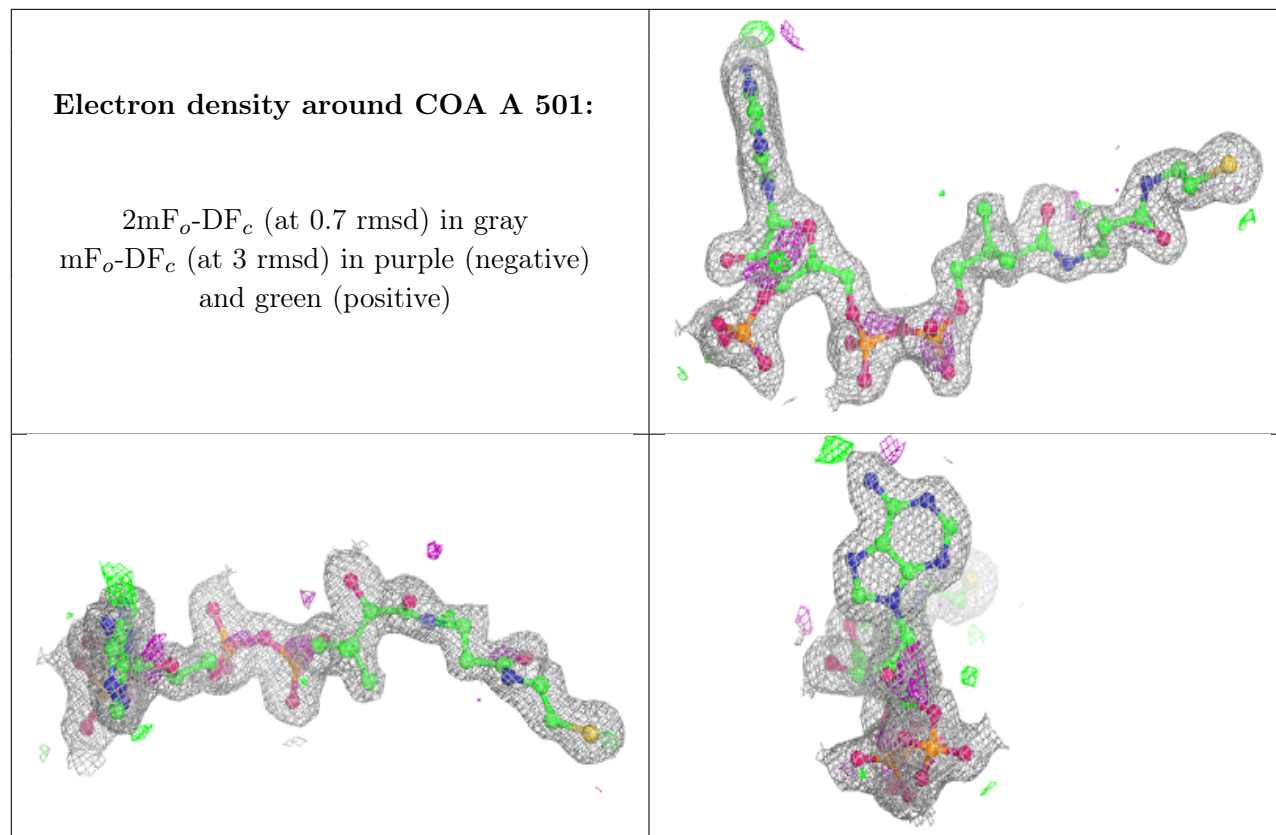 Electron density around COA A 501:
2mFo-DFc (at 0.7 rmsd) in gray
mFo-DFc (at 3 rmsd) in purple (negative)
and green (positive)